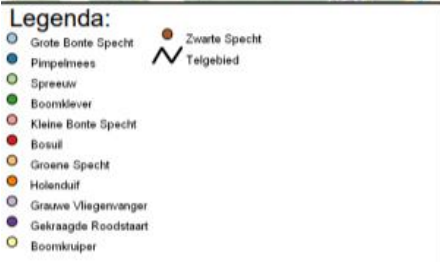 Legenda:
Grote Bonte Specht
Pimpelmees
Spreeuw
Boomklever
Kleine Bonte Specht
Bosuil
Groene Specht
Holenduif
Grauwe Vliegenvanger
Gekraagde Roodstaart
Boomkruiper
Zwarte Specht
Telgebied